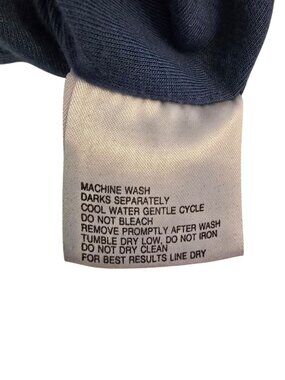 MACHINE WASH
DARKS SEPARATELY
COOL WATER GENTLE CYCLE
DO NOT BLEACH
REMOVE PROMPTLY AFTER WASH
TUMBLE DRY LOW, DO NOT IRON
DO NOT DRY CLEAN
FOR BEST RESULTS LINE DRY